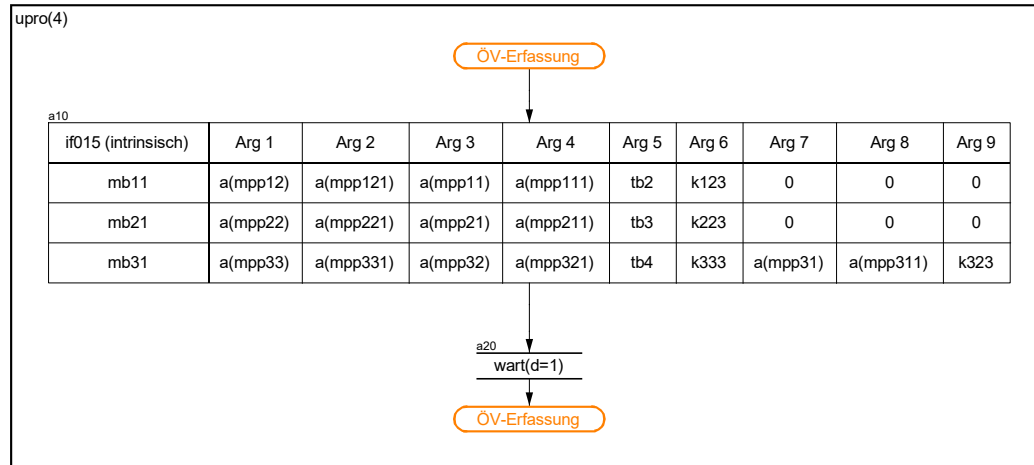 upro(4)
ÖV-Erfassung
a10
if015 (intrinsisch) Arg 1 Arg 2 Arg 3 Arg 4 Arg 5 Arg 6 Arg 7 Arg 8 Arg 9
mb11 a(mpp12) a(mpp121) a(mpp11) a(mpp111) tb2 k123 0 0 0
mb21 a(mpp22) a(mpp221) a(mpp21) a(mpp211) tb3 k223 0 0 0
mb31 a(mpp33) a(mpp331) a(mpp32) a(mpp321) tb4 k333 a(mpp31) a(mpp311) k323
a20
wart(d=1)
ÖV-Erfassung